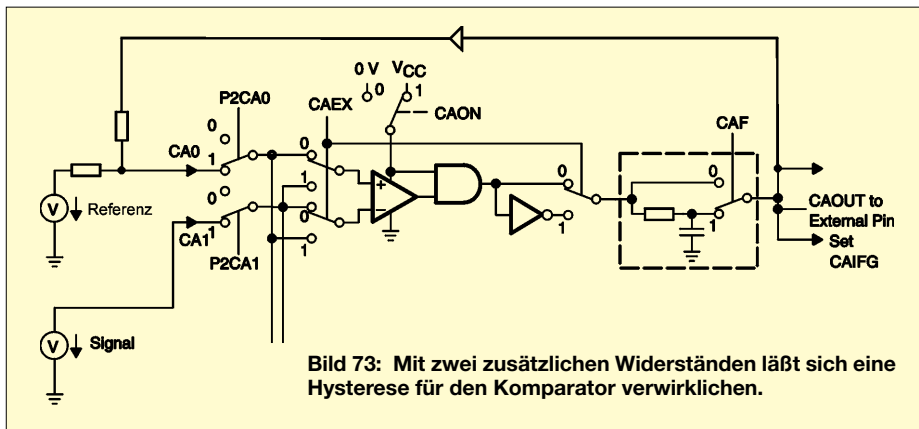 0 V
VCC
0
1
P2CA0
CAEX
CAON
CAF
0
CA0
1
0
1
0
0
+
0
1
V
Referenz
0
CA1
1
P2CA1
0
–
1
1
1
CAOUT to
External Pin
Set
CAIFG
V
Signal
Bild 73: Mit zwei zusätzlichen Widerständen läßt sich eine
Hysterese für den Komparator verwirklichen.